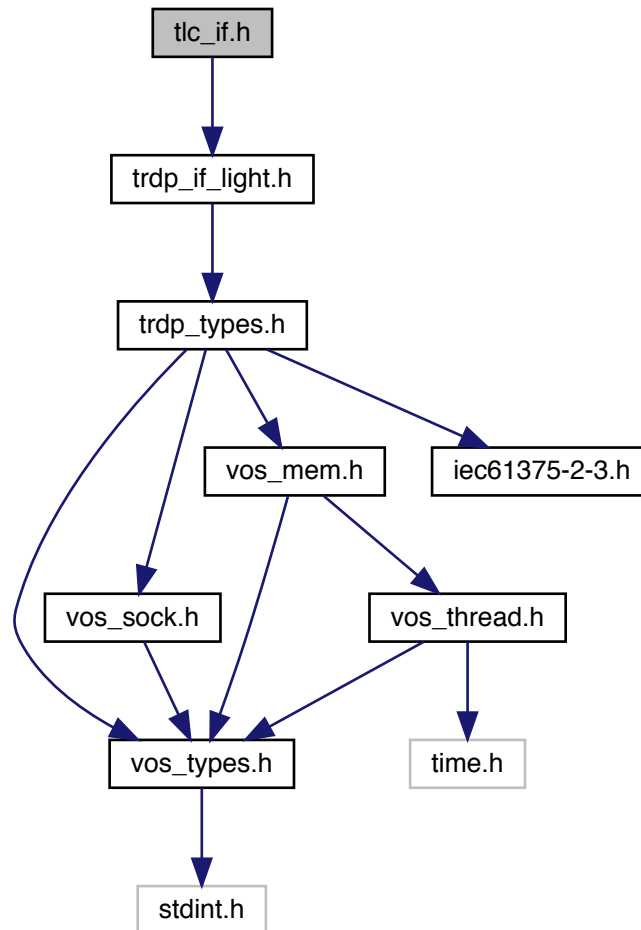 tlc_if.h
trdp_if_light.h
trdp_types.h
vos_mem.h
iec61375-2-3.h
vos_sock.h
vos_thread.h
vos_types.h
time.h
stdint.h